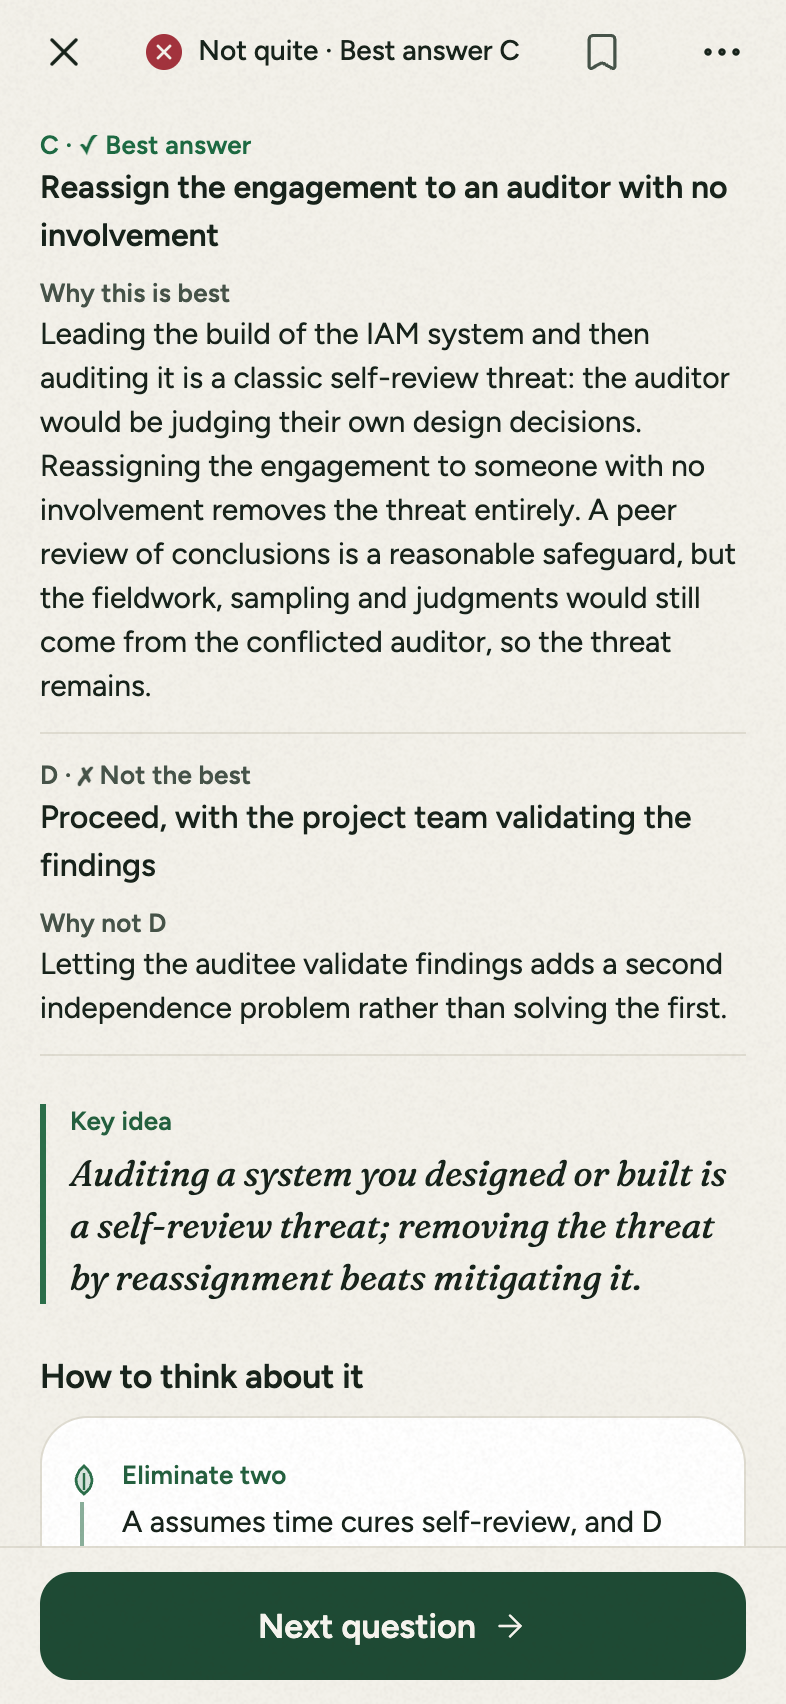 Not quite · Best answer C
C · ✓ Best answer
Reassign the engagement to an auditor with no
involvement
Why this is best
Leading the build of the IAM system and then
auditing it is a classic self-review threat: the auditor
would be judging their own design decisions.
Reassigning the engagement to someone with no
involvement removes the threat entirely. A peer
review of conclusions is a reasonable safeguard, but
the fieldwork, sampling and judgments would still
come from the conflicted auditor, so the threat
remains.
D · ✗ Not the best
Proceed, with the project team validating the
findings
Why not D
Letting the auditee validate findings adds a second
independence problem rather than solving the first.
Key idea
Auditing a system you designed or built is
a self-review threat; removing the threat
by reassignment beats mitigating it.
How to think about it
Eliminate two
A assumes time cures self-review, and D
Next question →